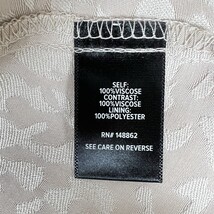 SELF:
100%VISCOSE
CONTRAST:
100%VISCOSE
LINING:
100%POLYESTER
RN# 148862
SEE CARE ON REVERSE